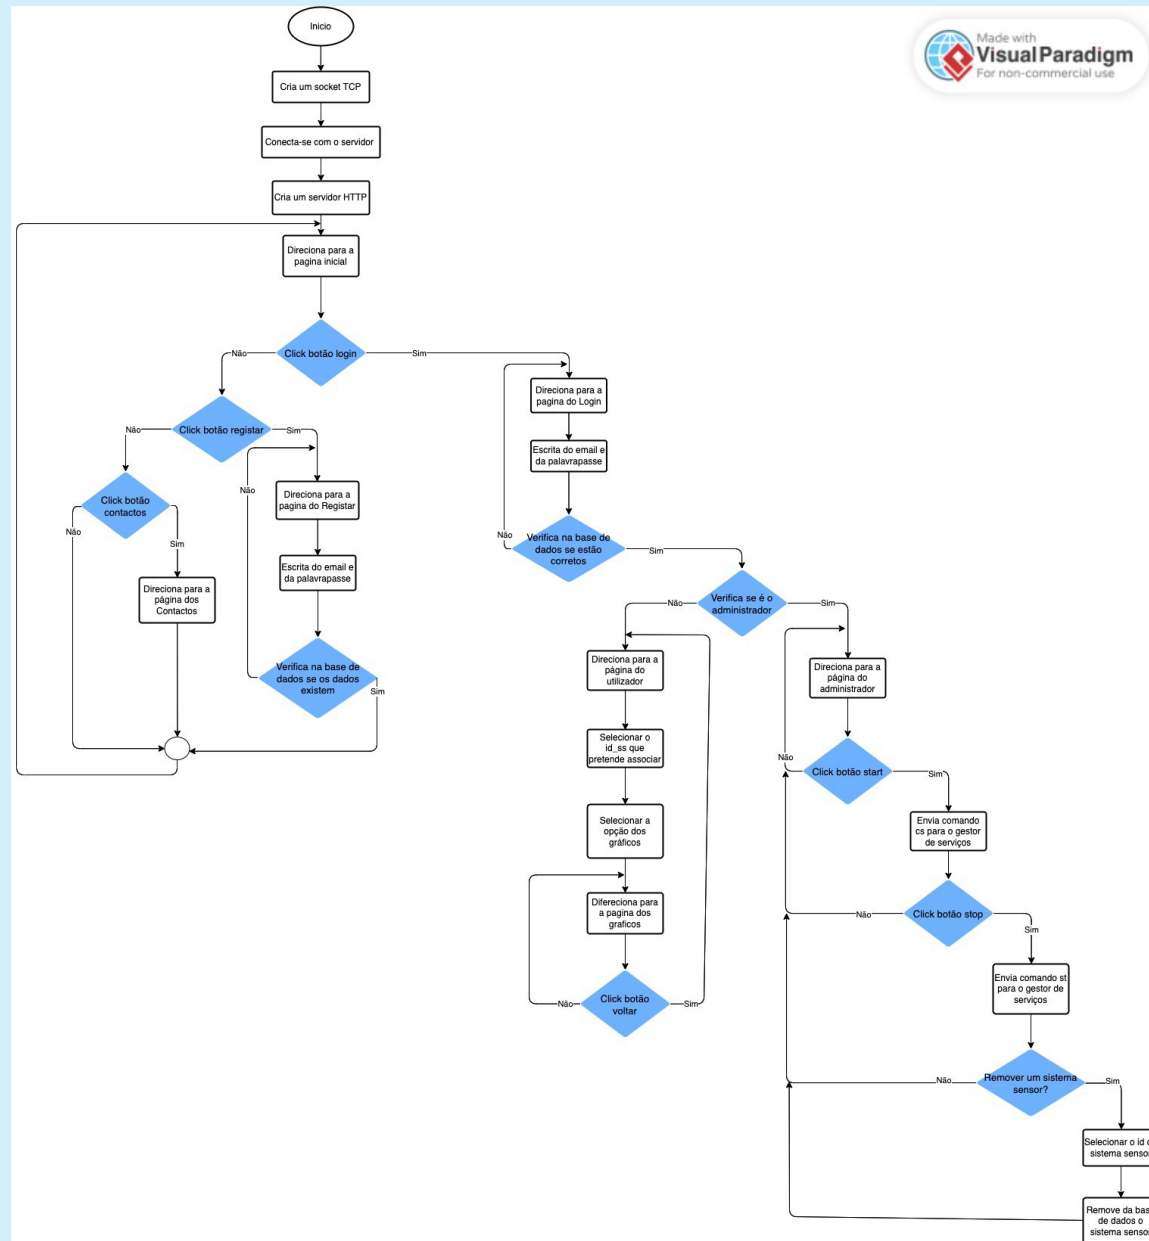 Inicio
Made with
Visual Paradigm
For non-commercial use
Cria um socket TCP
Conecta-se com o servidor
Cria um servidor HTTP
Direciona para a
pagina inicial
Click botão login
Não
Sim
Direciona para a
pagina do Login
Escrita do email e
da palavrapasse
Verifica na base de
dados se estão
corretos
Não
Sim
Click botão registar
Não
Sim
Click botão
contactos
Não
Sim
Direciona para a
página dos
Contactos
Direciona para a
pagina do Registar
Escrita do email e
da palavrapasse
Verifica na base de
dados se os dados
existem
Não
Sim
Verifica se é o
administrador
Não
Sim
Direciona para a
página do
utilizador
Selecionar o
id_ss que
pretende associar
Selecionar a
opção dos
gráficos
Difereciona para
a pagina dos
graficos
Click botão
voltar
Não
Sim
Direciona para a
página do
administrador
Click botão start
Não
Sim
Envia comando
cs para o gestor
de serviços
Click botão stop
Não
Sim
Envia comando st
para o gestor de
serviços
Remover um sistema
sensor?
Não
Sim
Selecionar o id
sistema sensor
Remove da
de dados o
sistema sensor